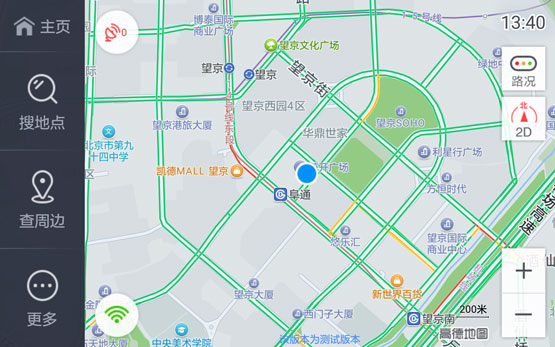 主页
搜地点
查周边
更多
0
13:40
路况
北
2D
博泰国际
商业广场
望京文化广场
绿地中
望京
望京
望京街
望京西园4区
望京SOHO
望京港旅大厦
华鼎世家
北京市第九
十四中学
利星行广场
凯德MALL 望京
方恒时代
开广场
阜通
悠乐汇
望京国际
商业中心
场高速
望京大厦
新世界百货
西门子大厦
200米
望京南
高德地图
中央美术学院
版本为测试版本
区